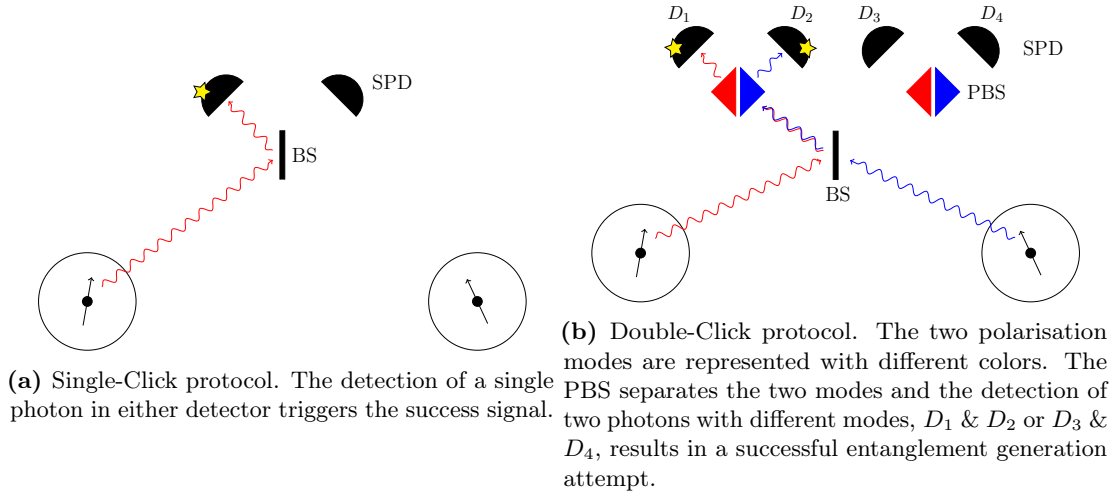 SPD
BS
(a) Single-Click protocol. The detection of a single
photon in either detector triggers the success signal.
D₁
D₂
D₃
D₄
SPD
PBS
BS
(b) Double-Click protocol. The two polarisation
modes are represented with different colors. The
PBS separates the two modes and the detection of
two photons with different modes, D₁ & D₂ or D₃ &
D₄, results in a successful entanglement generation
attempt.